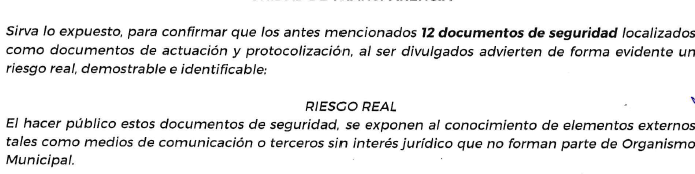 Sirva lo expuesto, para confirmar que los antes mencionados 12 documentos de seguridad localizados
como documentos de actuación y protocolización, al ser divulgados advierten de forma evidente un
riesgo real, demostrable e identificable:
RIESGO REAL
El hacer público estos documentos de seguridad, se exponen al conocimiento de elementos externos
tales como medios de comunicación o terceros sin interés jurídico que no forman parte de Organismo
Municipal.